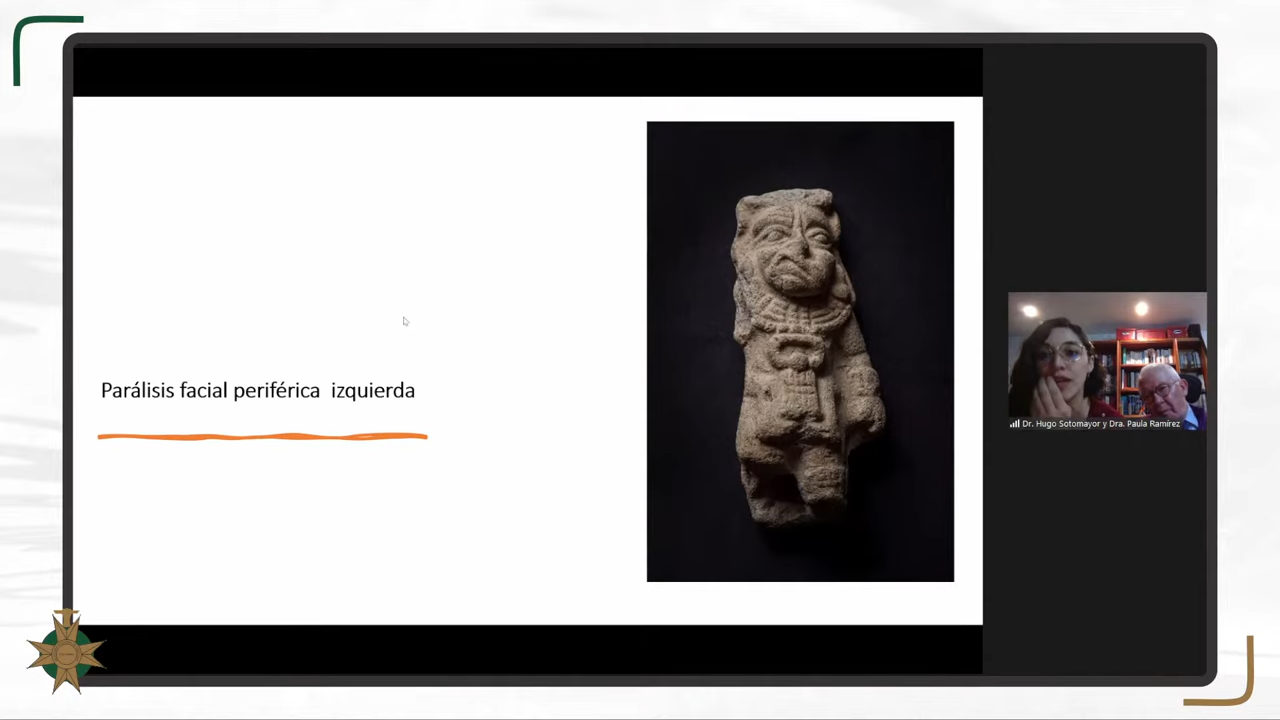 Parálisis facial periférica izquierda
Dr. Hugo Sotomayor y Dra. Paula Ramírez